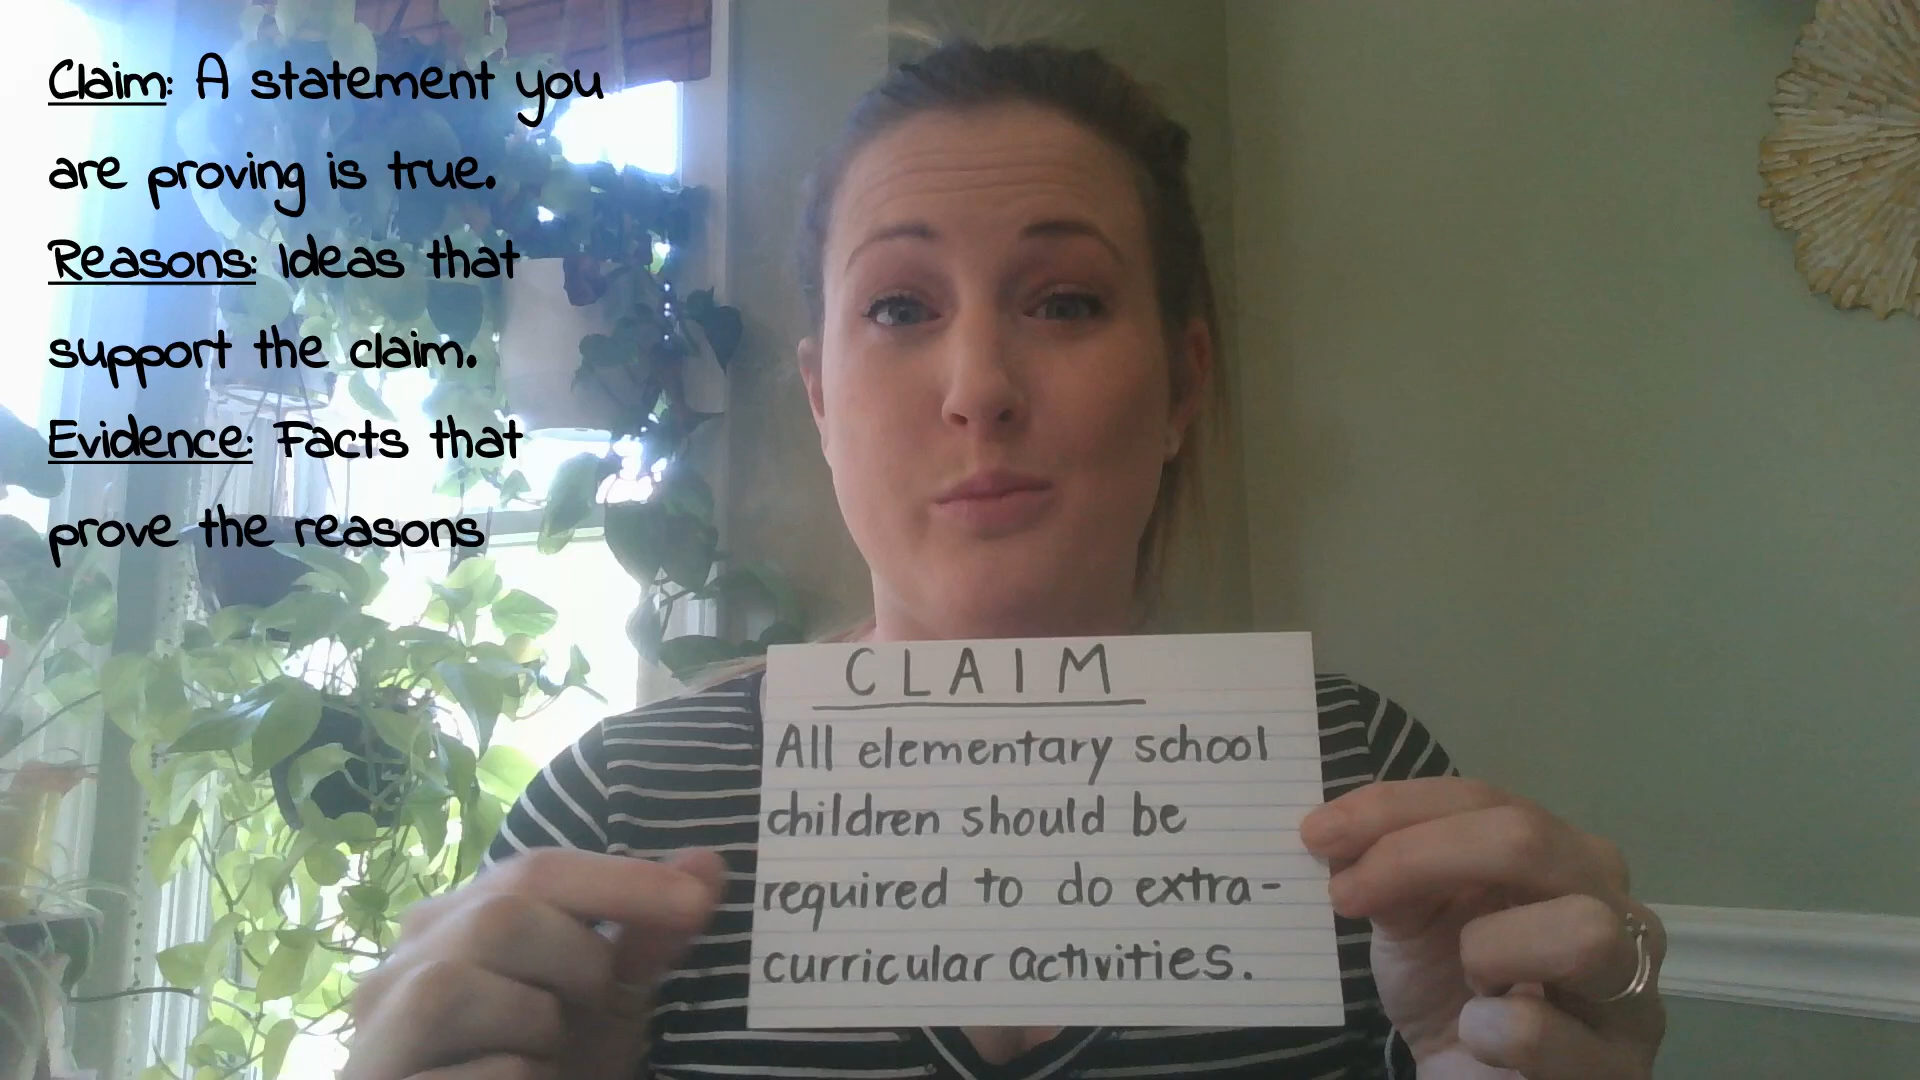 Claim: A statement you
are proving is true.
Reasons: Ideas that
support the claim.
Evidence: Facts that
prove the reasons
CLAIM
All elementary school
children should be
required to do extra-
curricular activities.